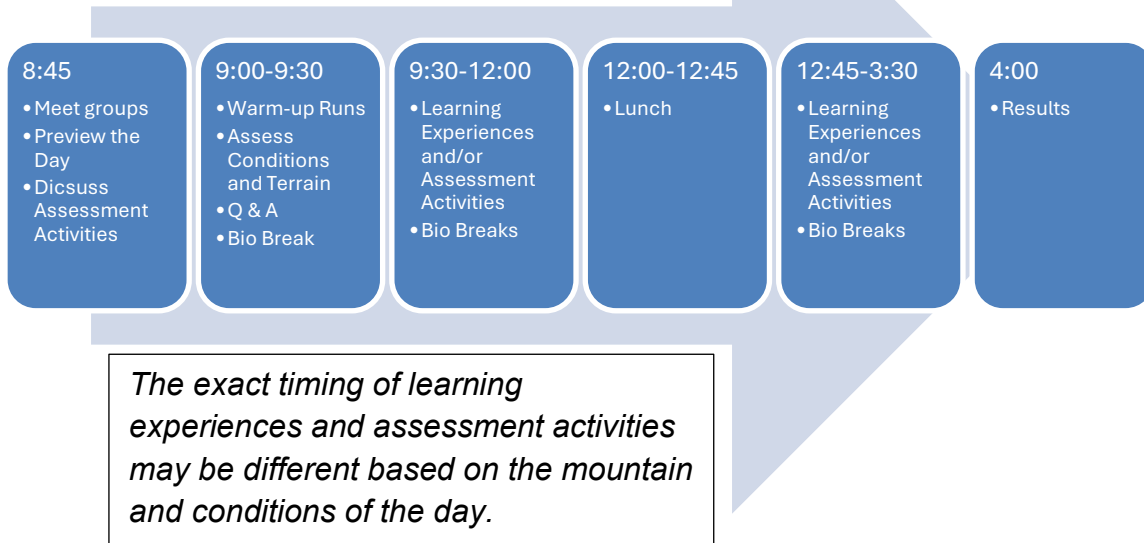 8:45
•Meet groups
•Preview the
Day
•Dicsuss
Assessment
Activities
9:00-9:30
•Warm-up Runs
•Assess
Conditions
and Terrain
•Q & A
•Bio Break
9:30-12:00
•Learning
Experiences
and/or
Assessment
Activities
•Bio Breaks
12:00-12:45
•Lunch
12:45-3:30
•Learning
Experiences
and/or
Assessment
Activities
•Bio Breaks
4:00
•Results
The exact timing of learning
experiences and assessment activities
may be different based on the mountain
and conditions of the day.